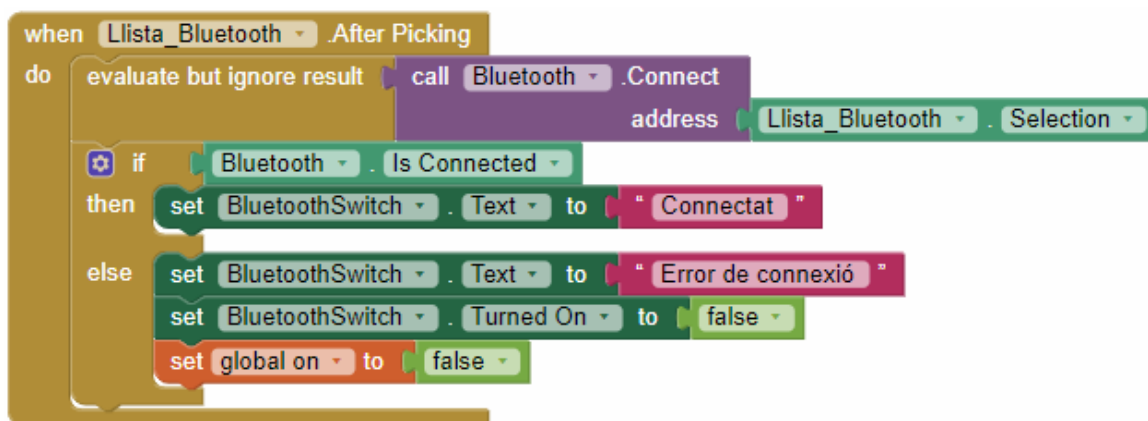 when Llista_Bluetooth .After Picking
do evaluate but ignore result call Bluetooth .Connect
address Llista_Bluetooth . Selection
if Bluetooth . Is Connected
then set BluetoothSwitch . Text to " Connectat "
else set BluetoothSwitch . Text to " Error de connexió "
set BluetoothSwitch . Turned On to false
set global on to false